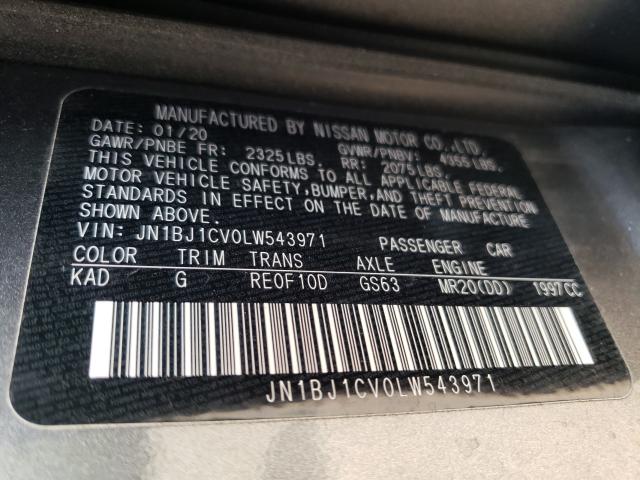 MANUFACTURED BY NISSAN MOTOR CO.,LTD.
DATE: 01/20 GVWR/PNBV: 4355 LBS.
GAWR/PNBE FR: 2325LBS. RR: 2075LBS.
THIS VEHICLE CONFORMS TO ALL APPLICABLE FEDERAL
MOTOR VEHICLE SAFETY,BUMPER,AND THEFT PREVENTION
STANDARDS IN EFFECT ON THE DATE OF MANUFACTURE
SHOWN ABOVE.
VIN: JN1BJ1CV0LW543971 PASSENGER CAR
COLOR TRIM TRANS AXLE ENGINE
KAD G RE0F10D GS63 MR20(DD) 1997CC
JN1BJ1CV0LW543971